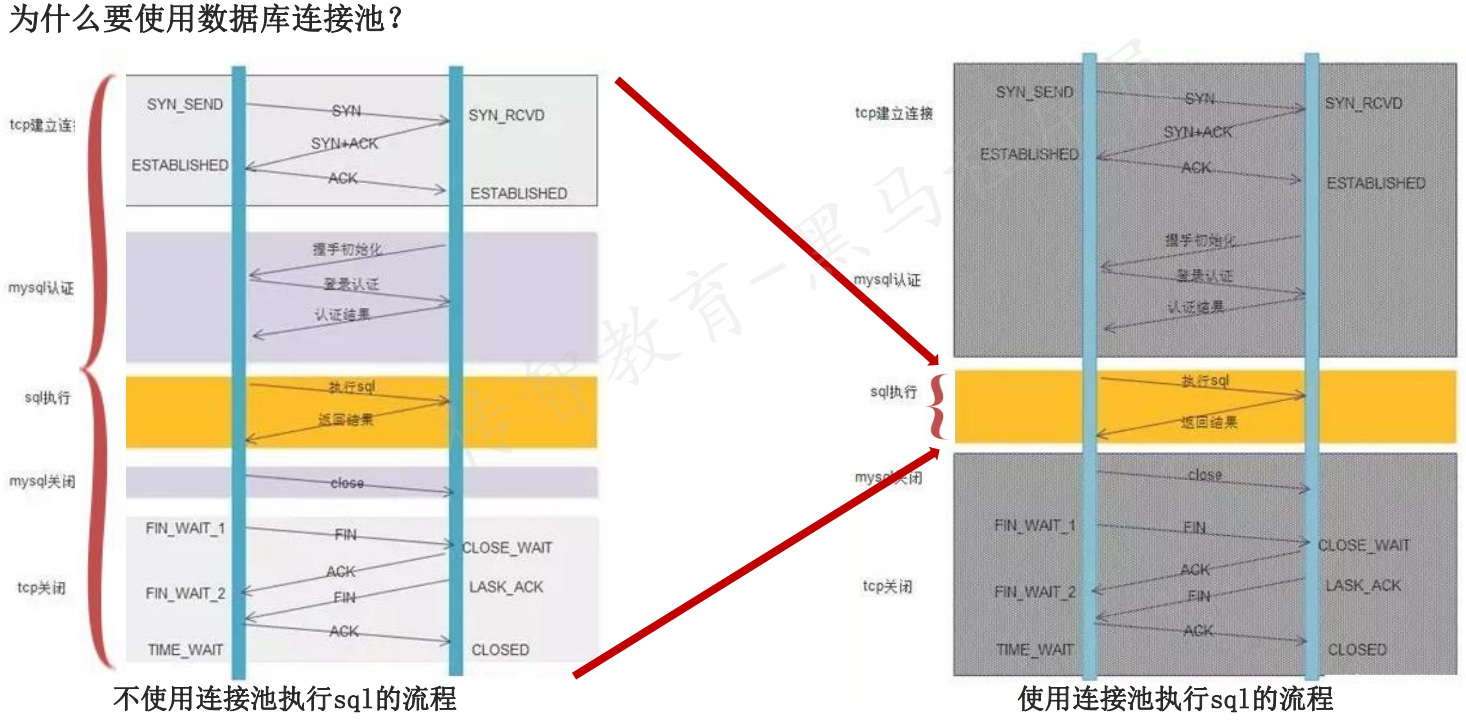 为什么要使用数据库连接池？
tcp建立连
SYN_SEND
SYN
SYN_RCVD
SYN+ACK
ESTABLISHED
ACK
ESTABLISHED
mysql认证
握手初始化
登录认证
认证结果
sql执行
执行sql
返回结果
mysql关闭
close
tcp关闭
FIN_WAIT_1
FIN
CLOSE_WAIT
ACK
FIN_WAIT_2
FIN
LASK_ACK
ACK
TIME_WAIT
CLOSED
不使用连接池执行sql的流程
tcp建立连接
SYN_SEND
SYN
SYN_RCVD
SYN+ACK
ESTABLISHED
ACK
ESTABLISHED
mysql认证
握手初始化
登录认证
认证结果
sql执行
执行sql
返回结果
mysql关闭
close
tcp关闭
FIN_WAIT_1
FIN
CLOSE_WAIT
ACK
FIN_WAIT_2
FIN
LASK_ACK
ACK
TIME_WAIT
CLOSED
使用连接池执行sql的流程
传智教育-黑马程序员